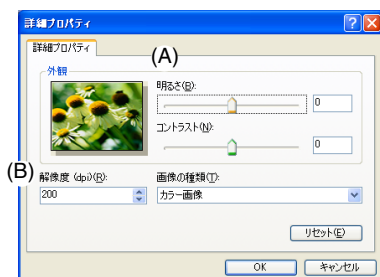 詳細プロパティ
詳細プロパティ
(A)
外観
明るさ(B):
0
コントラスト(N):
0
(B)
解像度 (dpi)(R):
画像の種類(T):
200
カラー画像
リセット(E)
OK
キャンセル